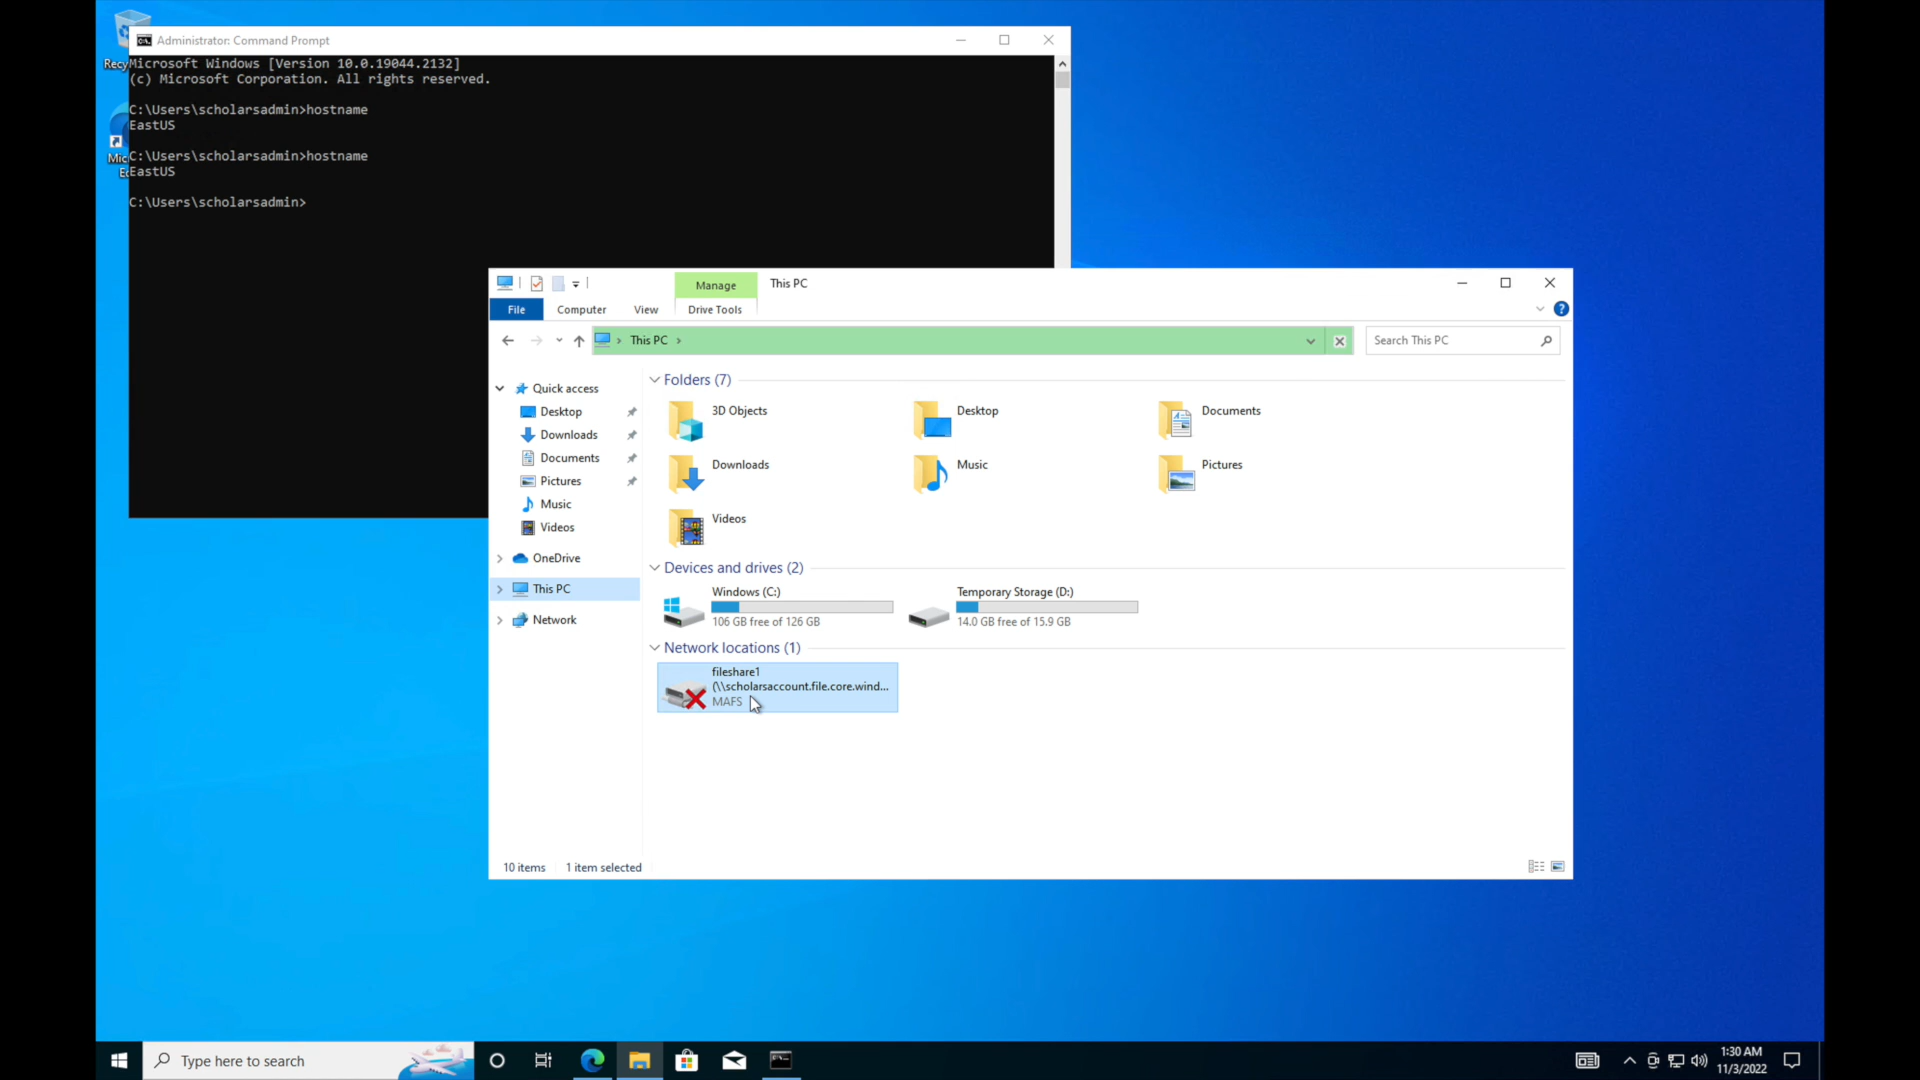 Administrator: Command Prompt
Recy
Microsoft Windows [Version 10.0.19044.2132]
(c) Microsoft Corporation. All rights reserved.
C:\Users\scholarsadmin>hostname
EastUS
C:\Users\scholarsadmin>hostname
EastUS
Mic
E
C:\Users\scholarsadmin>
Manage
This PC
File
Computer
View
Drive Tools
This PC
Search This PC
Quick access
Desktop
Downloads
Documents
Pictures
Music
Videos
OneDrive
This PC
Network
Folders (7)
3D Objects
Desktop
Documents
Downloads
Music
Pictures
Videos
Devices and drives (2)
Windows (C:)
106 GB free of 126 GB
Temporary Storage (D:)
14.0 GB free of 15.9 GB
Network locations (1)
fileshare1
(\\scholarsaccount.file.core.wind...
MAFS
10 items
1 item selected
Type here to search
1:30 AM
11/3/2022